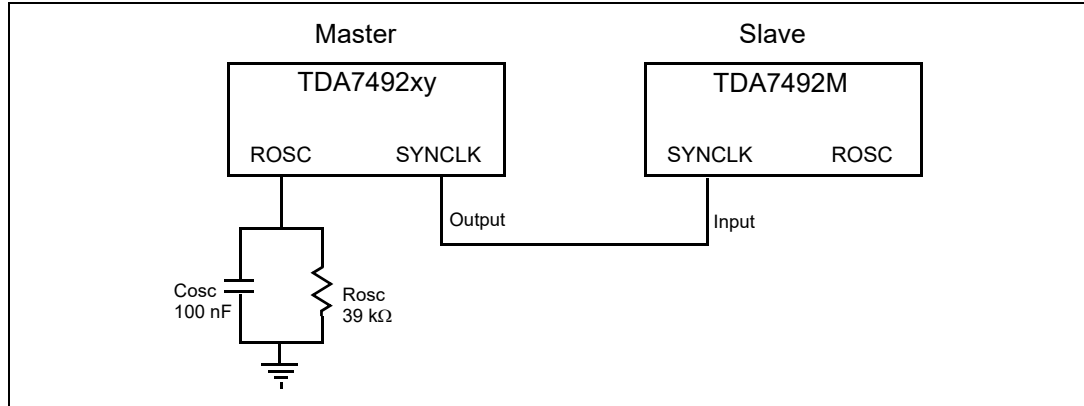 Master
Slave
TDA7492xy
TDA7492M
ROSC
SYNCLK
SYNCLK
ROSC
Output
Input
Cosc
100 nF
Rosc
39 kΩ